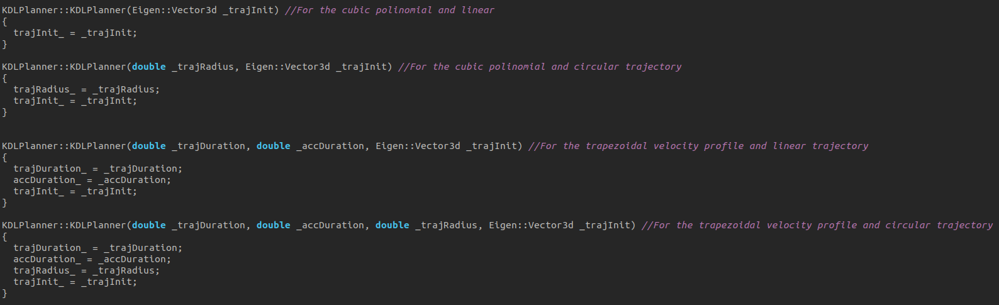 KDLPlanner::KDLPlanner(Eigen::Vector3d _trajInit) //For the cubic polinomial and linear
{
  trajInit_ = _trajInit;
}
KDLPlanner::KDLPlanner(double _trajRadius, Eigen::Vector3d _trajInit) //For the cubic polinomial and circular trajectory
{
  trajRadius_ = _trajRadius;
  trajInit_ = _trajInit;
}
KDLPlanner::KDLPlanner(double _trajDuration, double _accDuration, Eigen::Vector3d _trajInit) //For the trapezoidal velocity profile and linear trajectory
{
  trajDuration_ = _trajDuration;
  accDuration_ = _accDuration;
  trajInit_ = _trajInit;
}
KDLPlanner::KDLPlanner(double _trajDuration, double _accDuration, double _trajRadius, Eigen::Vector3d _trajInit) //For the trapezoidal velocity profile and circular trajectory
{
  trajDuration_ = _trajDuration;
  accDuration_ = _accDuration;
  trajRadius_ = _trajRadius;
  trajInit_ = _trajInit;
}